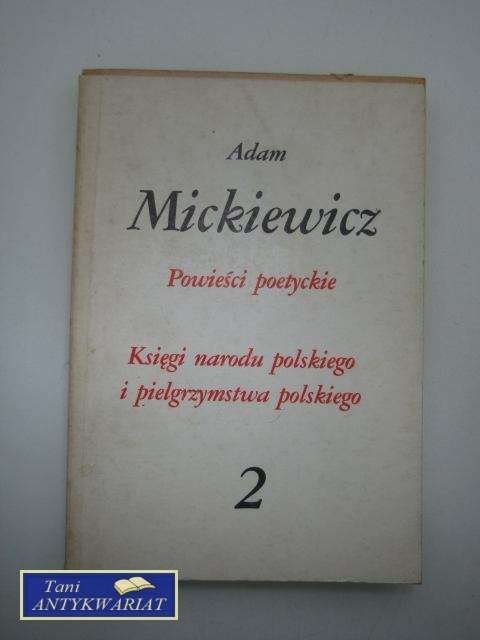 Adam
Mickiewicz
Powieści poetyckie
Księgi narodu polskiego
i pielgrzymstwa polskiego
2
Tani
ANTYKWARIAT